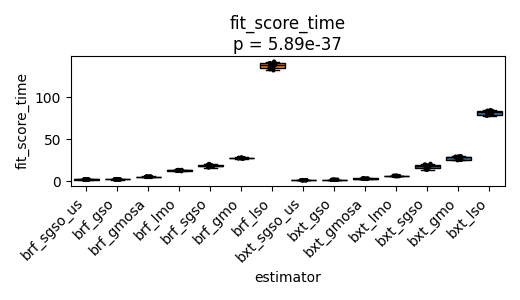 fit_score_time
p = 5.89e-37
fit_score_time
100
50
0
brf_sgso_us
brf_gso
brf_gmosa
brf_lmo
brf_sgso
brf_gmo
brf_lso
bxt_sgso_us
bxt_gso
bxt_gmosa
bxt_lmo
bxt_sgso
bxt_gmo
bxt_lso
estimator